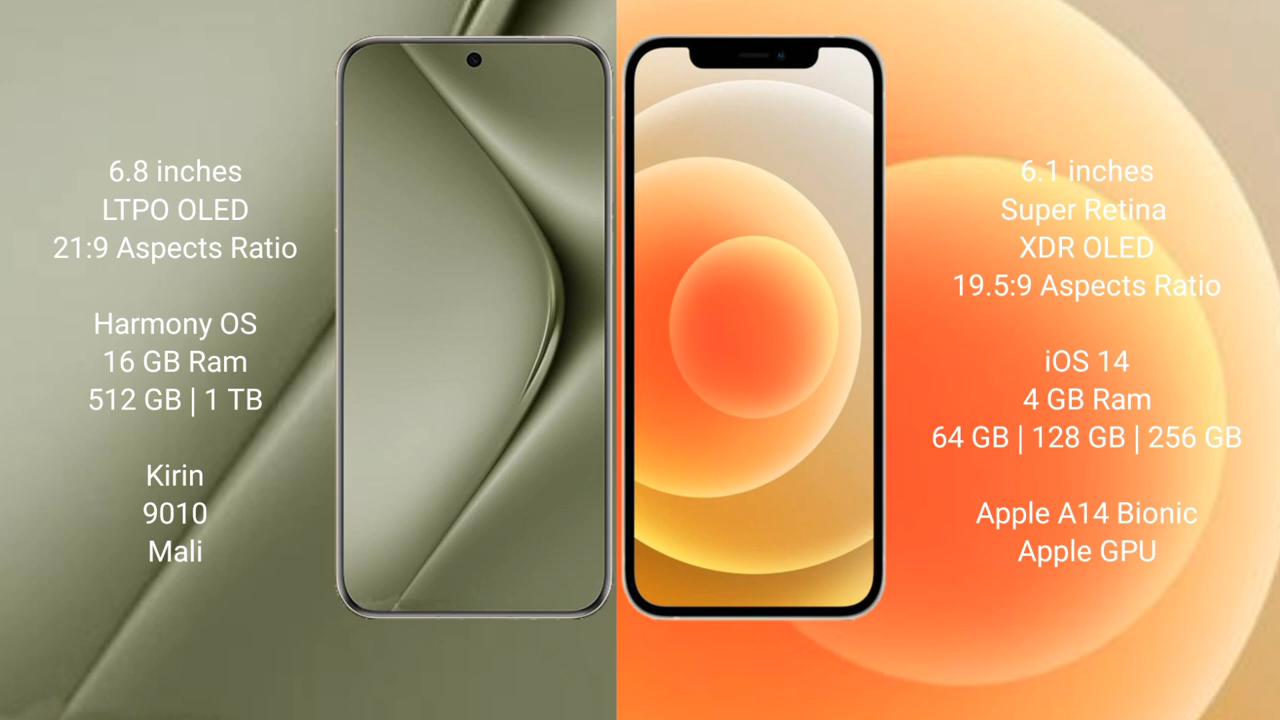 6.8 inches
LTPO OLED
21:9 Aspects Ratio
Harmony OS
16 GB Ram
512 GB | 1 TB
Kirin
9010
Mali
6.1 inches
Super Retina
XDR OLED
19.5:9 Aspects Ratio
iOS 14
4 GB Ram
64 GB | 128 GB | 256 GB
Apple A14 Bionic
Apple GPU